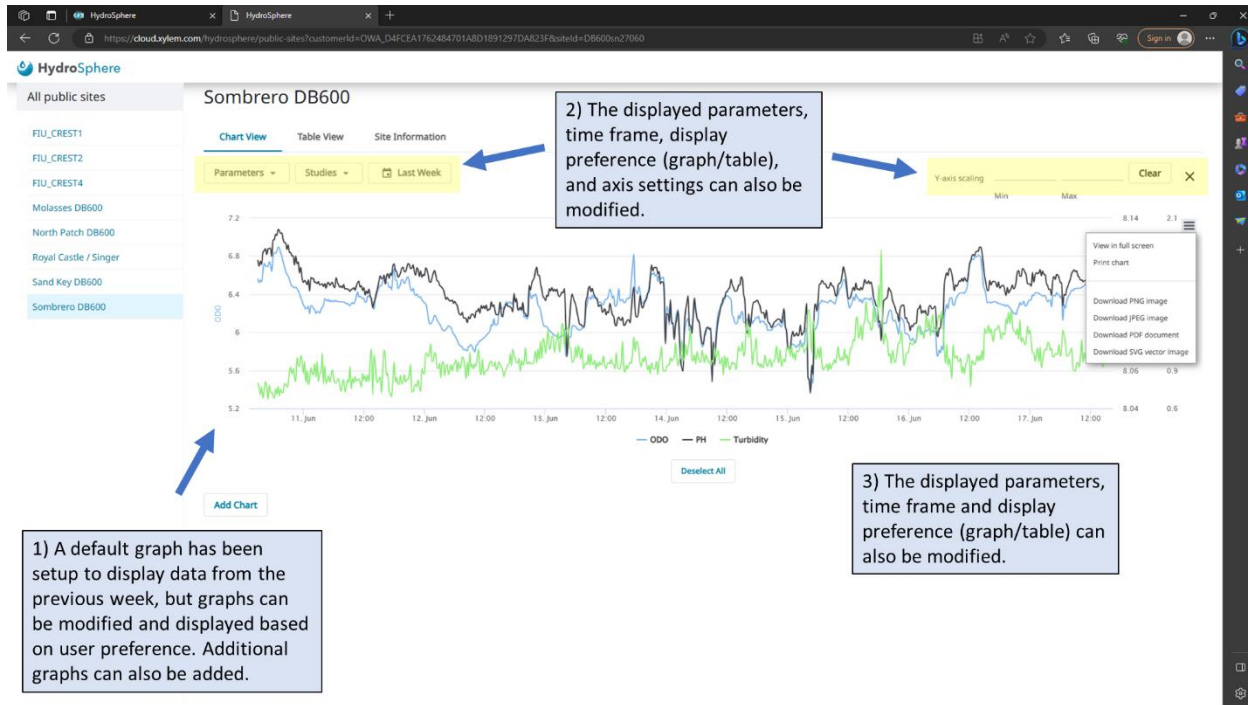 HydroSphere
HydroSphere
https://cloud.xylem.com/hydrosphere/public-sites?customerId=OWA_D4FCEA1762484701A8D1891297DA823F&siteId=DB600sn27060
Sign in
HydroSphere
All public sites
FIU_CREST1
FIU_CREST2
FIU_CREST4
Molasses DB600
North Patch DB600
Royal Castle / Singer
Sand Key DB600
Sombrero DB600
Sombrero DB600
Chart View Table View Site Information
Parameters Studies Last Week
2) The displayed parameters,
time frame, display
preference (graph/table),
and axis settings can also be
modified.
Y-axis scaling Clear
Min Max
7.2
6.8
6.4
6
5.6
5.2
ODO
8.14 2.1
View in full screen
Print chart
Download PNG image
Download JPEG image
Download PDF document
Download SVG vector image
8.06 0.9
8.04 0.6
11. Jun 12:00 12. Jun 12:00 13. Jun 12:00 14. Jun 12:00 15. Jun 12:00 16. Jun 12:00 17. Jun 12:00
ODO PH Turbidity
Deselect All
Add Chart
3) The displayed parameters,
time frame and display
preference (graph/table) can
also be modified.
1) A default graph has been
setup to display data from the
previous week, but graphs can
be modified and displayed based
on user preference. Additional
graphs can also be added.